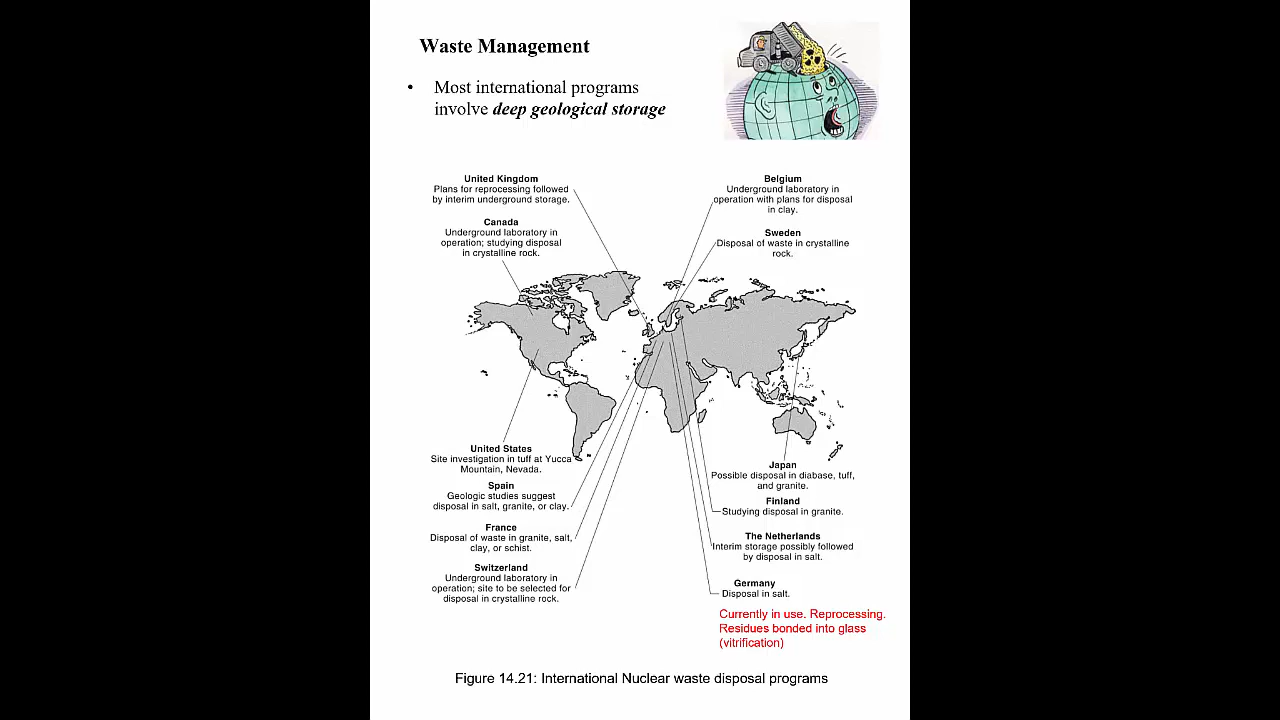 Waste Management
• Most international programs
involve deep geological storage
United Kingdom
Plans for reprocessing followed
by interim underground storage.
Canada
Underground laboratory in
operation; studying disposal
in crystalline rock.
Belgium
Underground laboratory in
operation with plans for disposal
in clay.
Sweden
Disposal of waste in crystalline
rock.
United States
Site investigation in tuff at Yucca
Mountain, Nevada.
Spain
Geologic studies suggest
disposal in salt, granite, or clay.
France
Disposal of waste in granite, salt,
clay, or schist.
Switzerland
Underground laboratory in
operation; site to be selected for
disposal in crystalline rock.
Japan
Possible disposal in diabase, tuff,
and granite.
Finland
Studying disposal in granite.
The Netherlands
Interim storage possibly followed
by disposal in salt.
Germany
Disposal in salt.
Currently in use. Reprocessing.
Residues bonded into glass
(vitrification)
Figure 14.21: International Nuclear waste disposal programs